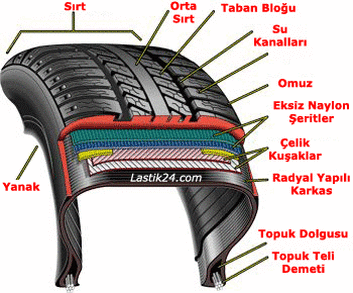 Sırt
Orta
Sırt
Taban Bloğu
Su
Kanalları
Omuz
Eksiz Naylon
Şeritler
Çelik
Kuşaklar
Radyal Yapılı
Karkas
Yanak
Lastik24.com
Topuk Dolgusu
Topuk Teli
Demeti